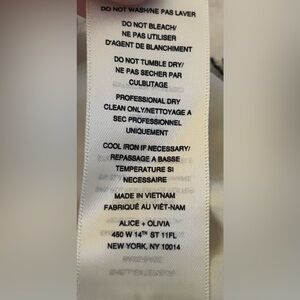 DO NOT WASH/NE PAS LAVER
DO NOT BLEACH/
NE PAS UTILISER
D'AGENT DE BLANCHIMENT
DO NOT TUMBLE DRY/
NE PAS SECHER PAR
CULBUTAGE
PROFESSIONAL DRY
CLEAN ONLY/NETTOYAGE A
SEC PROFESSIONNEL
UNIQUEMENT
COOL IRON IF NECESSARY/
REPASSAGE A BASSE
TEMPERATURE SI
NECESSAIRE
MADE IN VIETNAM
FABRIQUÉ AU VIÊT-NAM
ALICE + OLIVIA
450 W 14TH ST 11FL
NEW YORK, NY 10014